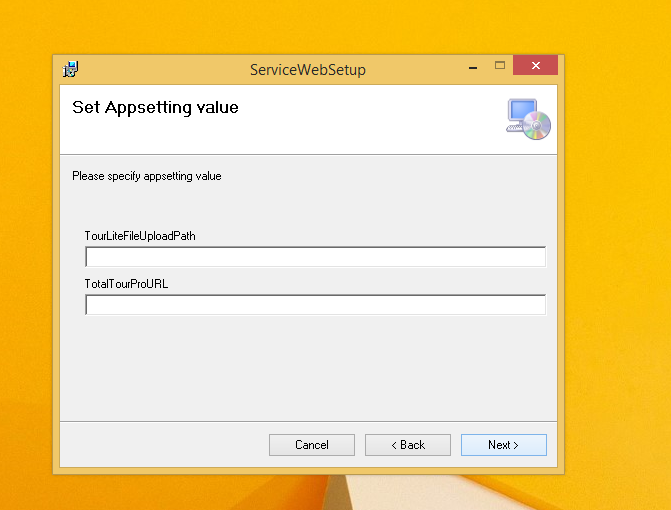 ServiceWebSetup
Set Appsetting value
Please specify appsetting value
TourLiteFileUploadPath
TotalTourProURL
Cancel
< Back
Next >